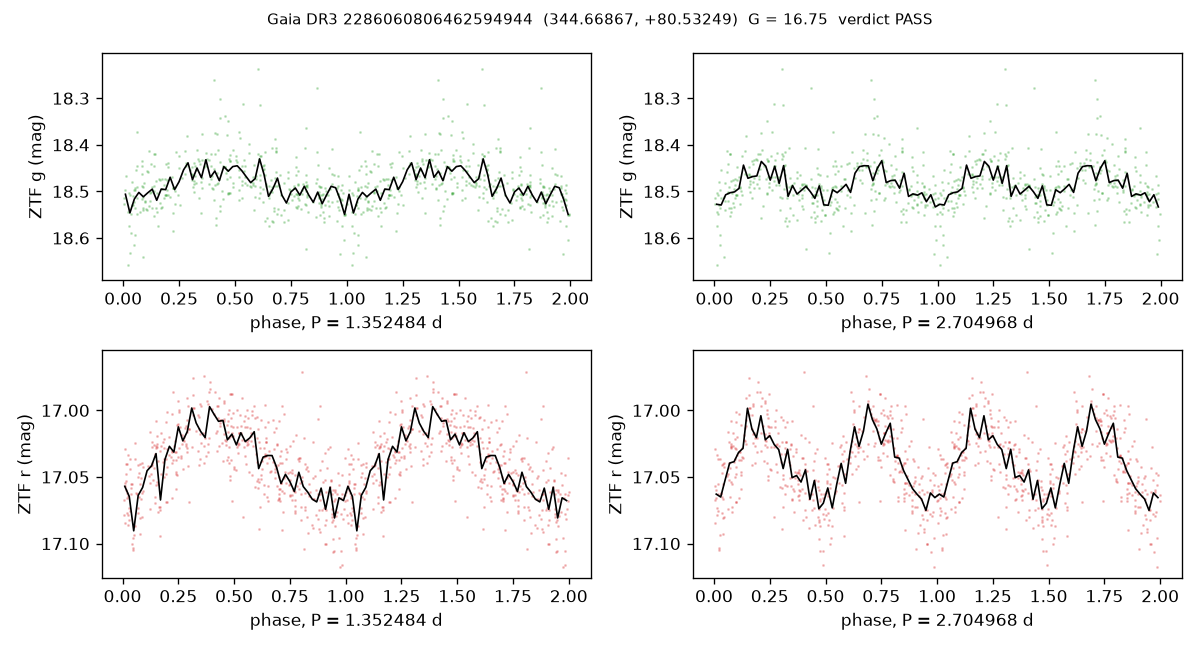 Gaia DR3 2286060806462594944 (344.66867, +80.53249) G = 16.75 verdict PASS
ZTF g (mag)
18.3
18.4
18.5
18.6
0.00 0.25 0.50 0.75 1.00 1.25 1.50 1.75 2.00
phase, P = 1.352484 d
ZTF g (mag)
18.3
18.4
18.5
18.6
0.00 0.25 0.50 0.75 1.00 1.25 1.50 1.75 2.00
phase, P = 2.704968 d
ZTF r (mag)
17.00
17.05
17.10
0.00 0.25 0.50 0.75 1.00 1.25 1.50 1.75 2.00
phase, P = 1.352484 d
ZTF r (mag)
17.00
17.05
17.10
0.00 0.25 0.50 0.75 1.00 1.25 1.50 1.75 2.00
phase, P = 2.704968 d